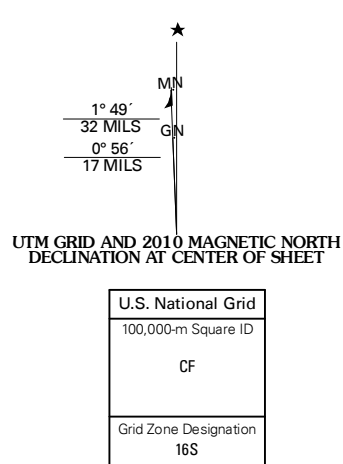 ★
MN
1° 49´
32 MILS
GN
0° 56´
17 MILS
UTM GRID AND 2010 MAGNETIC NORTH
DECLINATION AT CENTER OF SHEET
U.S. National Grid
100,000-m Square ID
CF
Grid Zone Designation
16S